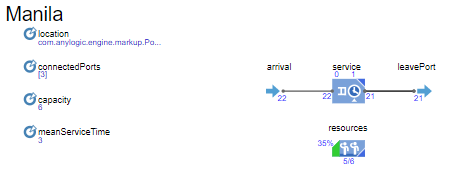 Manila
location
com.anylogic.engine.markup.Po...
connectedPorts
[3]
capacity
6
meanServiceTime
3
arrival
service
leavePort
0 1
22
22
21
21
resources
35%
5/6